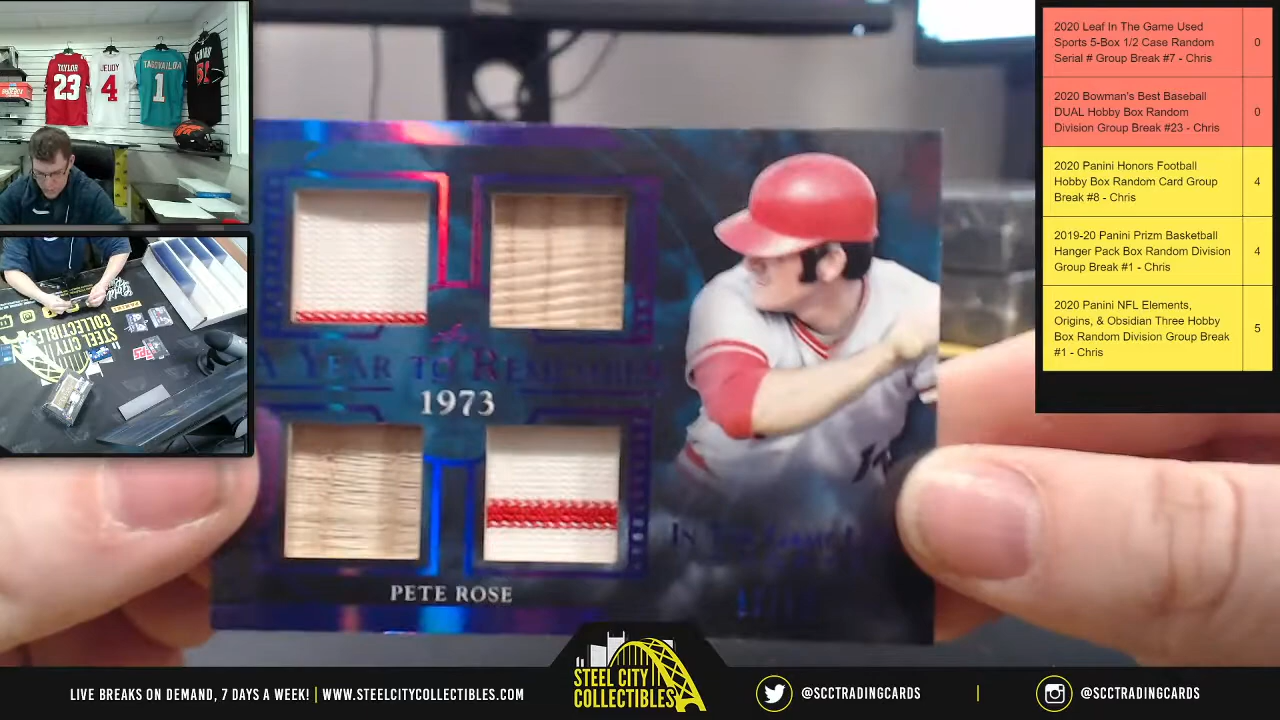 TAYLOR
23
JEUDY
4
TAGOVAILOA
1
51
A YEAR TO REMEMBER
1973
PETE ROSE
IN THE GAME
STEEL CITY
COLLECTIBLES
2020 Leaf In The Game Used
Sports 5-Box 1/2 Case Random
Serial # Group Break #7 - Chris
0
2020 Bowman's Best Baseball
DUAL Hobby Box Random
Division Group Break #23 - Chris
0
2020 Panini Honors Football
Hobby Box Random Card Group
Break #8 - Chris
4
2019-20 Panini Prizm Basketball
Hanger Pack Box Random Division
Group Break #1 - Chris
4
2020 Panini NFL Elements,
Origins, & Obsidian Three Hobby
Box Random Division Group Break
#1 - Chris
5
LIVE BREAKS ON DEMAND, 7 DAYS A WEEK! | WWW.STEELCITYCOLLECTIBLES.COM
STEEL CITY
COLLECTIBLES
@SCCTRADINGCARDS
@SCCTRADINGCARDS